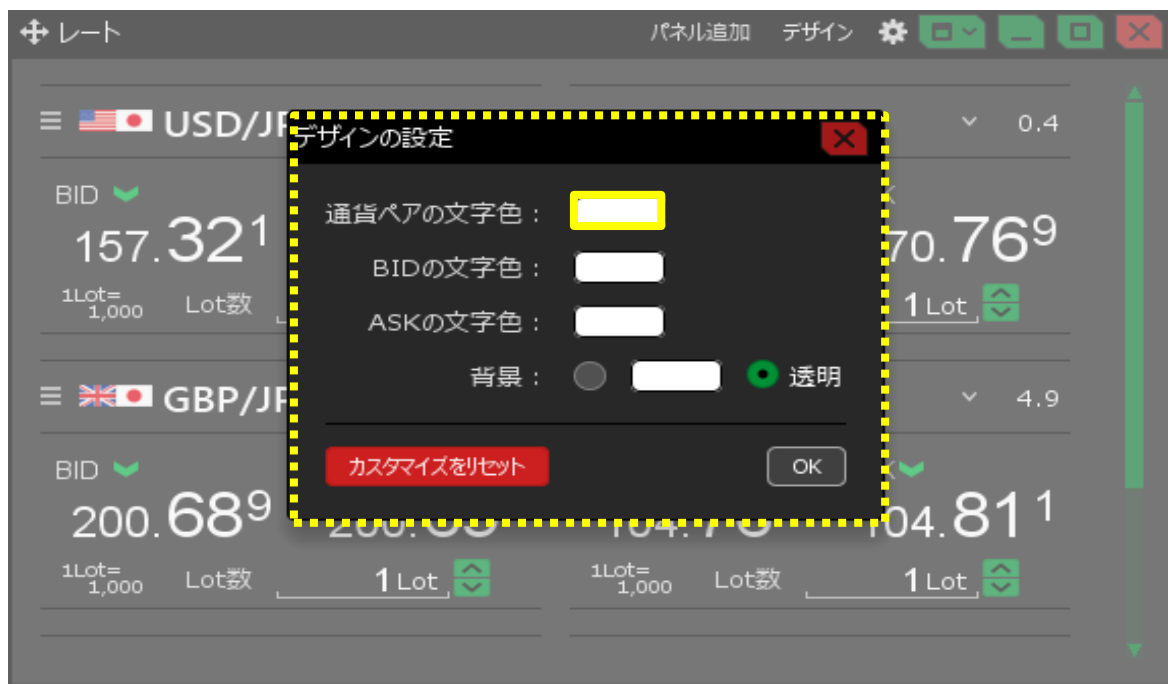 レート パネル追加 デザイン
USD/JP 0.4
デザインの設定
BID
通貨ペアの文字色：
157.321 70.769
BIDの文字色：
1Lot=
1,000 Lot数 1 Lot
ASKの文字色：
背景： 透明
GBP/JP 4.9
カスタマイズをリセット OK
BID
200.689 04.811
1Lot=
1,000 Lot数 1 Lot 1Lot=
1,000 Lot数 1 Lot